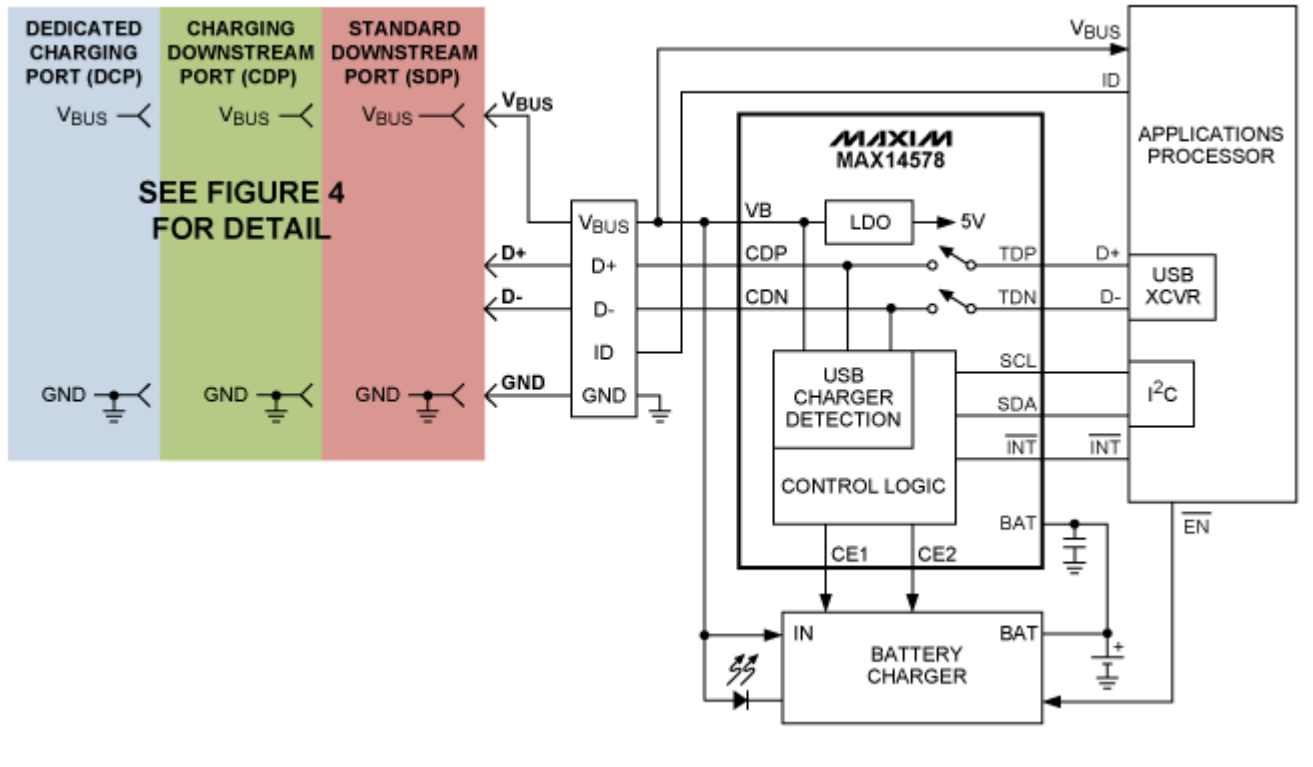 DEDICATED
CHARGING
PORT (DCP)
CHARGING
DOWNSTREAM
PORT (CDP)
STANDARD
DOWNSTREAM
PORT (SDP)
VBUS
VBUS
VBUS
VBUS
SEE FIGURE 4
FOR DETAIL
D+
D-
GND
GND
GND
GND
VBUS
D+
D-
ID
GND
VBUS
ID
MAXIM
MAX14578
VB
LDO
5V
CDP
TDP
D+
CDN
TDN
D-
USB
CHARGER
DETECTION
CONTROL LOGIC
SCL
SDA
INT
INT
BAT
CE1
CE2
APPLICATIONS
PROCESSOR
USB
XCVR
I2C
EN
IN
BAT
BATTERY
CHARGER
+